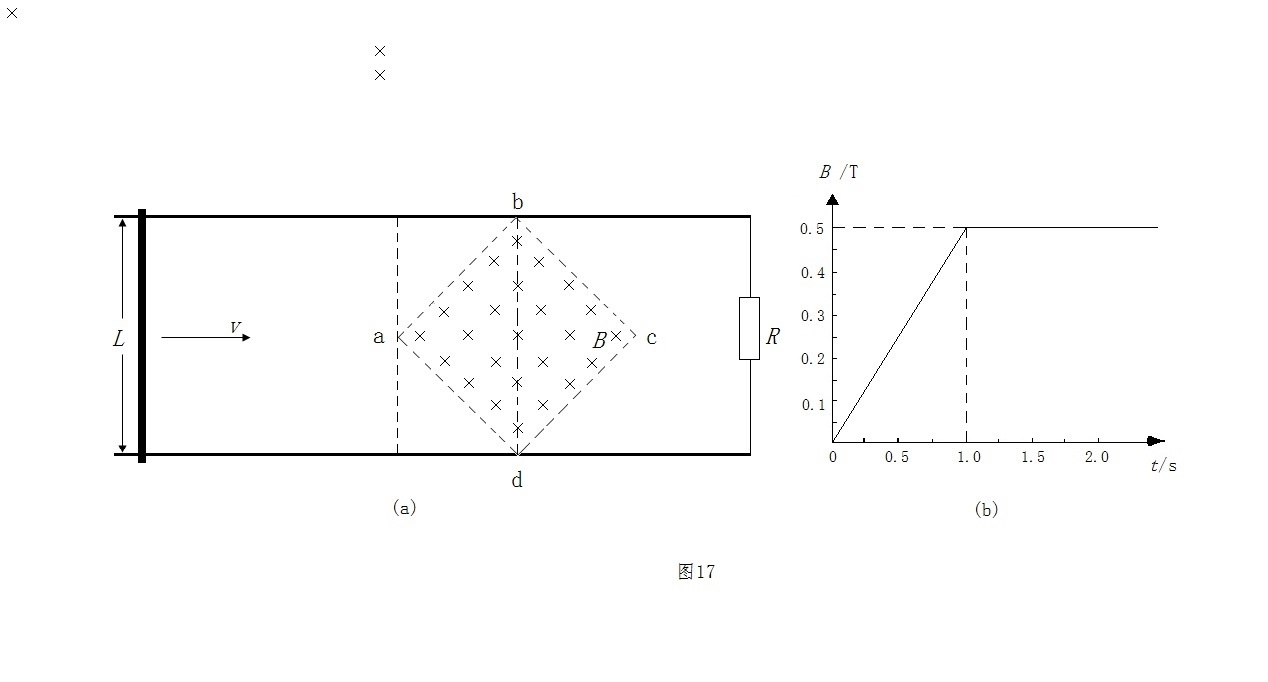 ×
×
×
b
L
v
a
B
c
R
d
(a)
B /T
0.5
0.4
0.3
0.2
0.1
0 0.5 1.0 1.5 2.0
t/s
(b)
图17